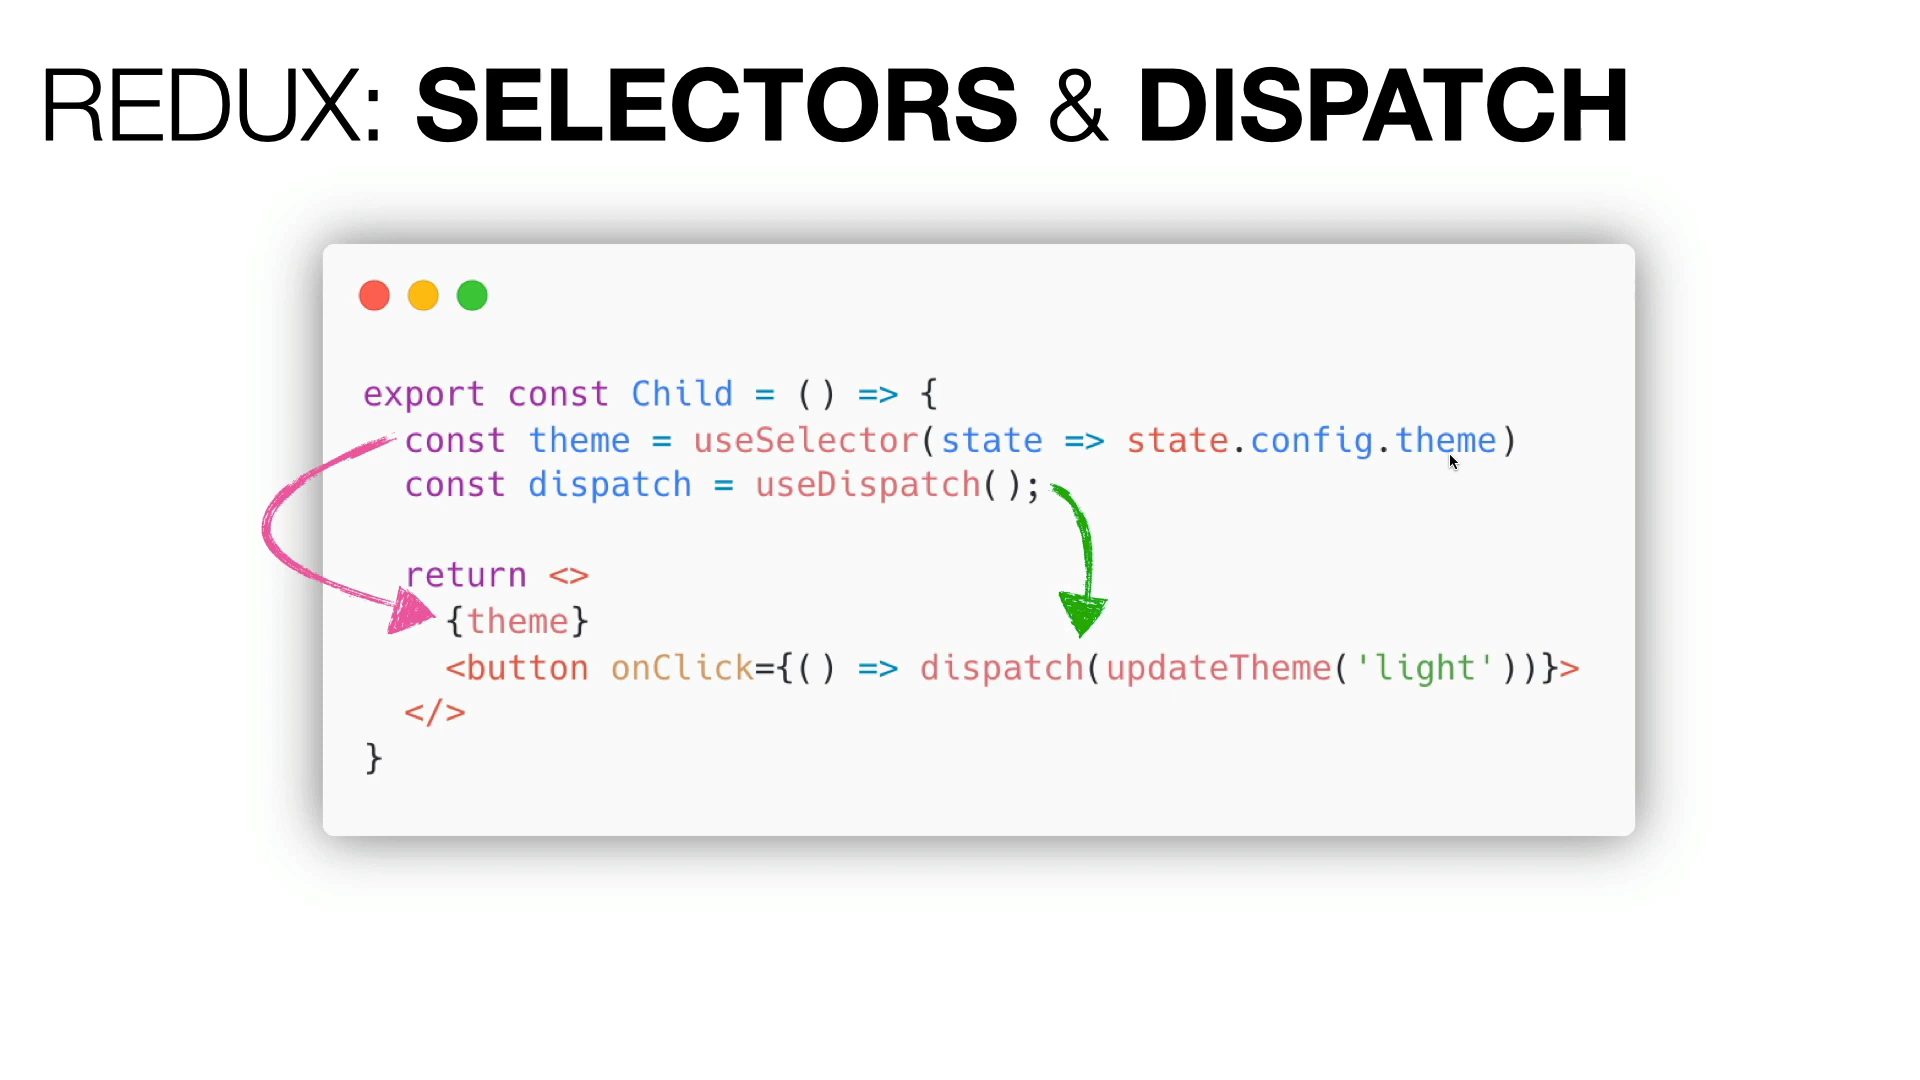 REDUX: SELECTORS & DISPATCH
export const Child = () => {
const theme = useSelector(state => state.config.theme)
const dispatch = useDispatch();
return <>
{theme}
<button onClick={() => dispatch(updateTheme('light'))}>
</>
}